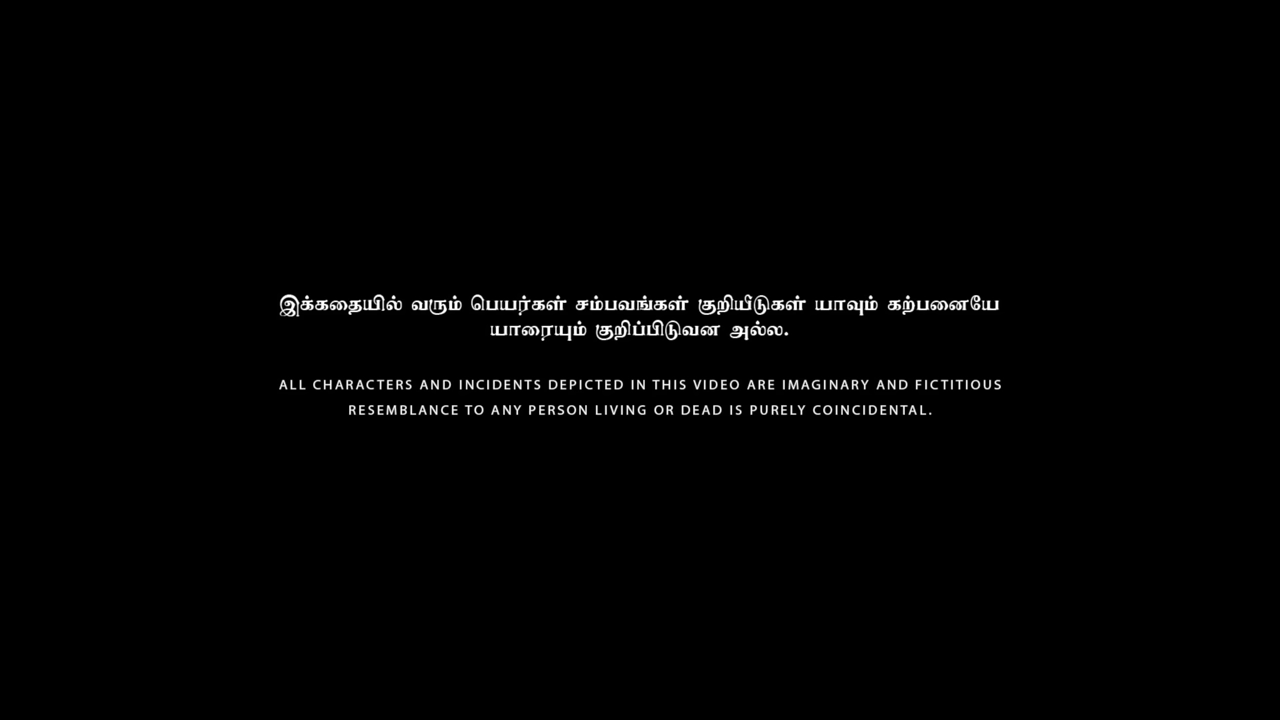 இக்கதையில் வரும் பெயர்கள் சம்பவங்கள் குறியீடுகள் யாவும் கற்பனையே
யாரையும் குறிப்பிடுவன அல்ல.
ALL CHARACTERS AND INCIDENTS DEPICTED IN THIS VIDEO ARE IMAGINARY AND FICTITIOUS
RESEMBLANCE TO ANY PERSON LIVING OR DEAD IS PURELY COINCIDENTAL.